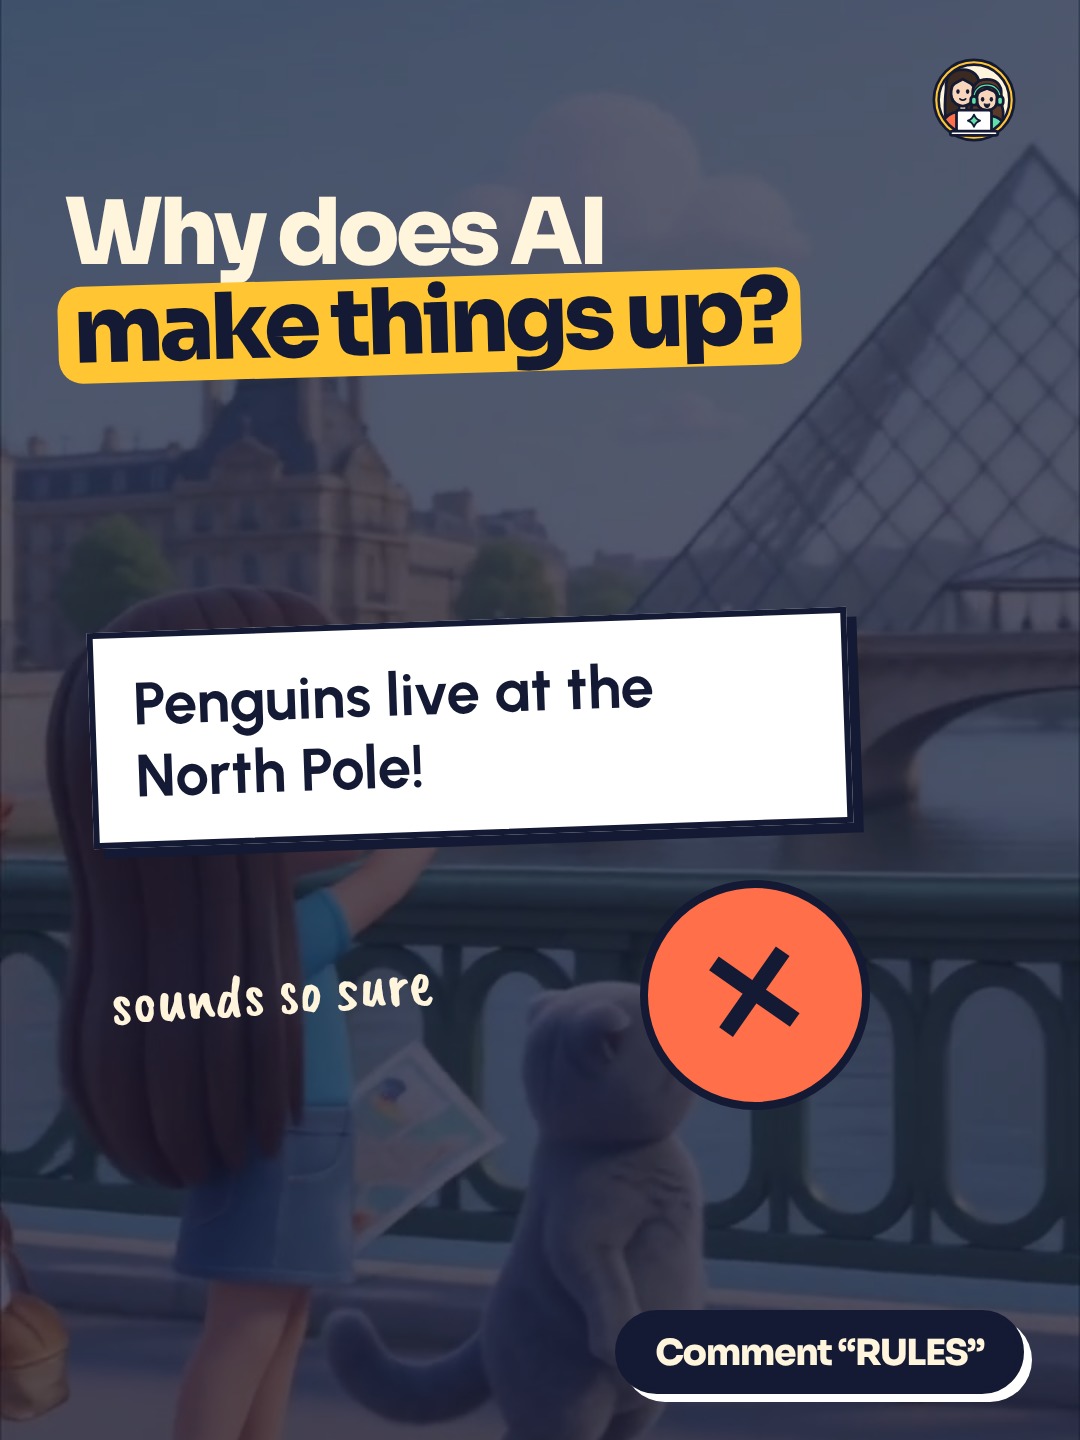 Why does AI
make things up?
Penguins live at the
North Pole!
sounds so sure
Comment “RULES”